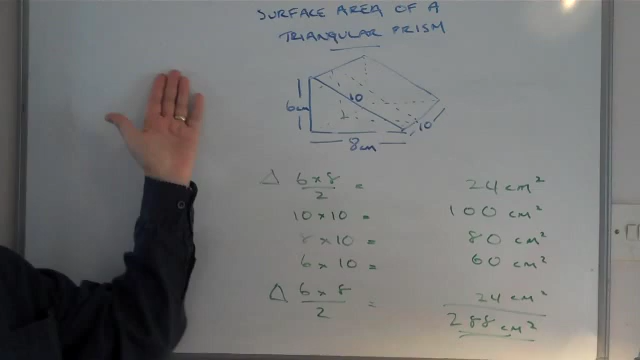 SURFACE AREA OF A
TRIANGULAR PRISM
6cm
10
1
10
8cm
△ 6 x 8 / 2 = 24 cm²
10 x 10 = 100 cm²
8 x 10 = 80 cm²
6 x 10 = 60 cm²
△ 6 x 8 / 2 = 24 cm²
288 cm²